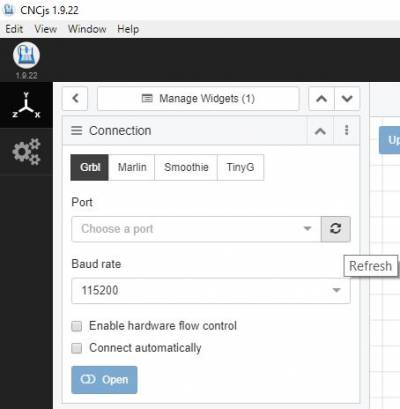 CNCjs 1.9.22
Edit View Window Help
1.9.22
Manage Widgets (1)
Connection
Up
Grbl Marlin Smoothie TinyG
Port
Choose a port
Refresh
Baud rate
115200
Enable hardware flow control
Connect automatically
Open
Z X Y